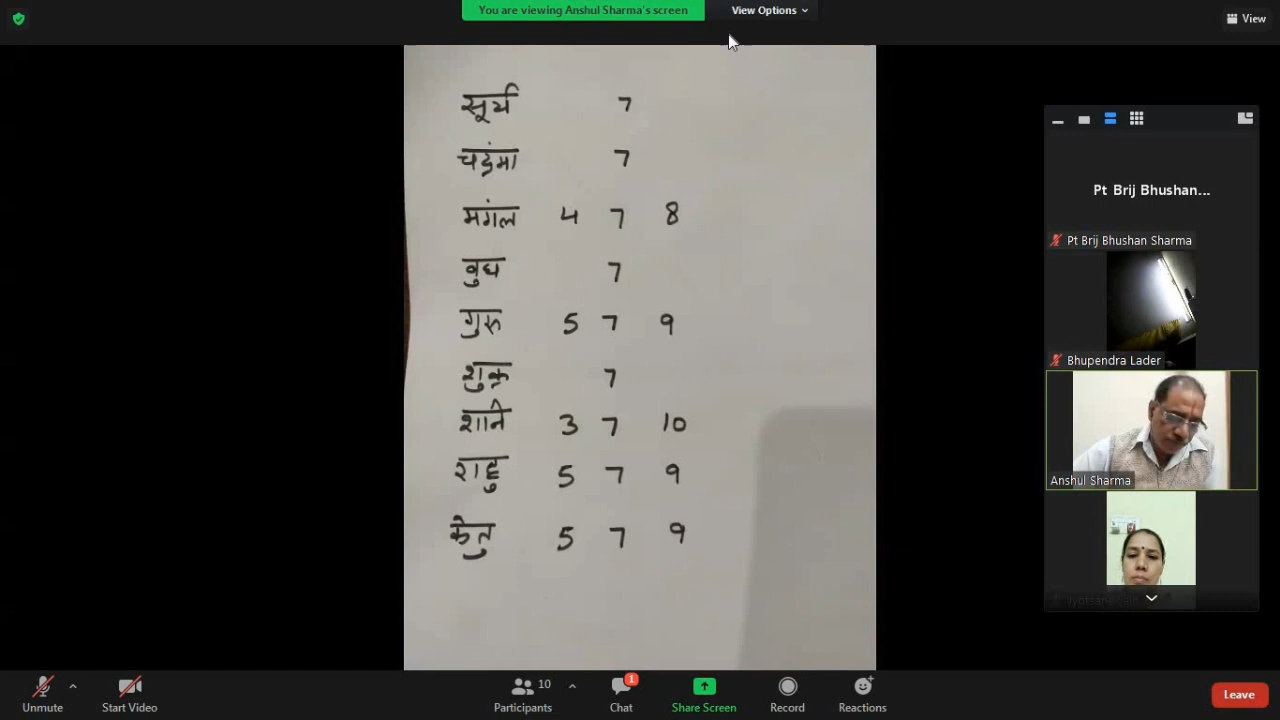 You are viewing Anshul Sharma's screen View Options
View
सूर्य 7
चद्रंमा 7
मगंल 4 7 8
वुध 7
गुरु 5 7 9
शुक्र 7
शनि 3 7 10
राहु 5 7 9
केतु 5 7 9
Pt Brij Bhushan...
Pt Brij Bhushan Sharma
Bhupendra Lader
Anshul Sharma
Unmute
Start Video
10
Participants
1
Chat
Share Screen
Record
Reactions
Leave